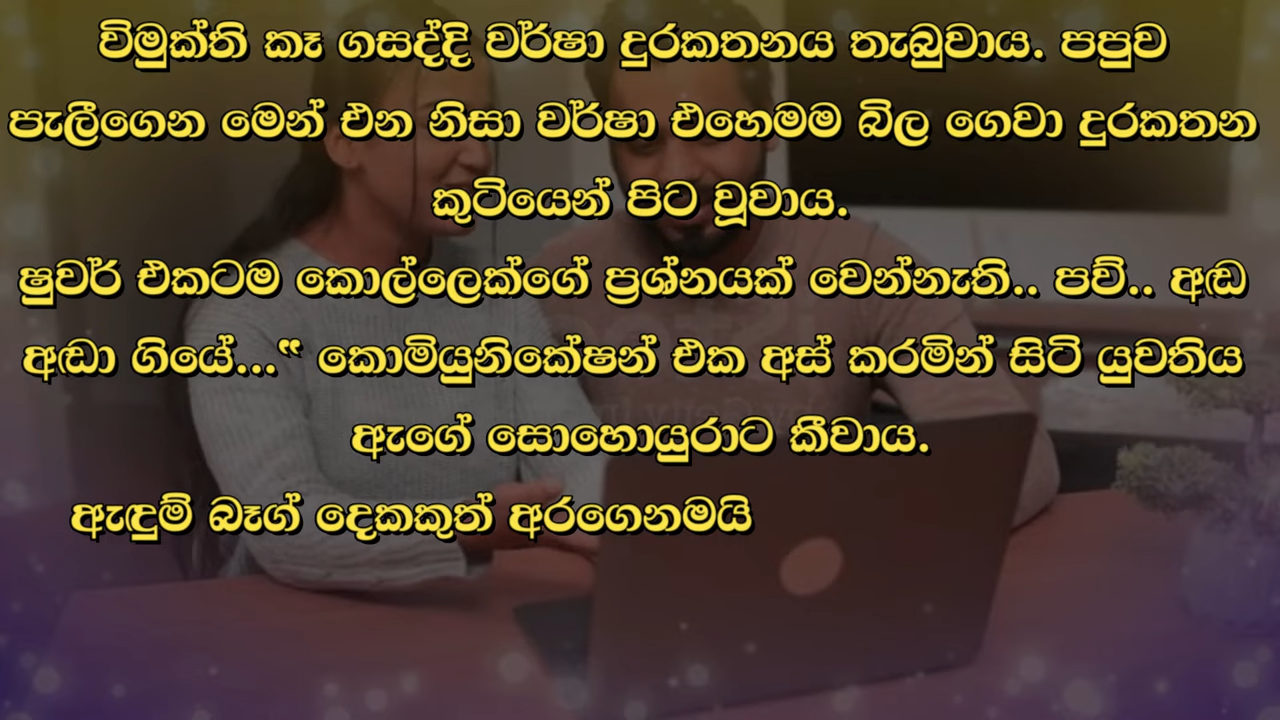 විමුක්ති කෑ ගසද්දි වර්ෂා දුරකතනය තැබුවාය. පපුව
පැලීගෙන මෙන් එන නිසා වර්ෂා එහෙමම බිල ගෙවා දුරකතන
කුටියෙන් පිට වූවාය.
ෂුවර් එකටම කොල්ලෙක්ගේ ප්‍රශ්නයක් වෙන්නැති.. පව්.. අඬ
අඬා ගියේ...“ කොමියුනිකේෂන් එක අස් කරමින් සිටි යුවතිය
ඇගේ සොහොයුරාට කීවාය.
ඇඳුම් බෑග් දෙකකුත් අරගෙනමයි